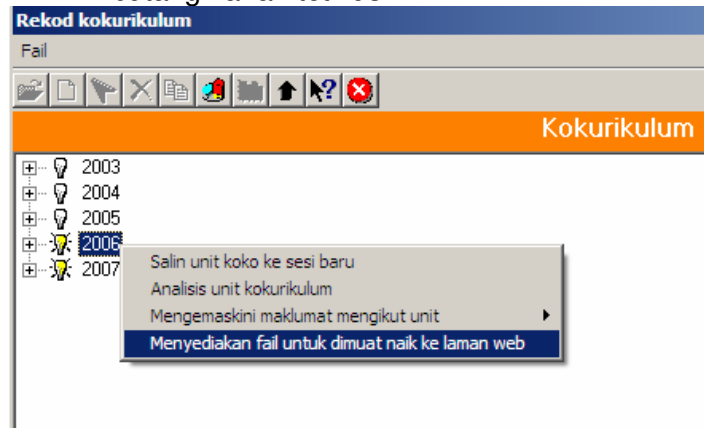 Rekod kokurikulum
Fail
Kokurikulum
2003
2004
2005
2006
2007
Salin unit koko ke sesi baru
Analisis unit kokurikulum
Mengemaskini maklumat mengikut unit
Menyediakan fail untuk dimuat naik ke laman web